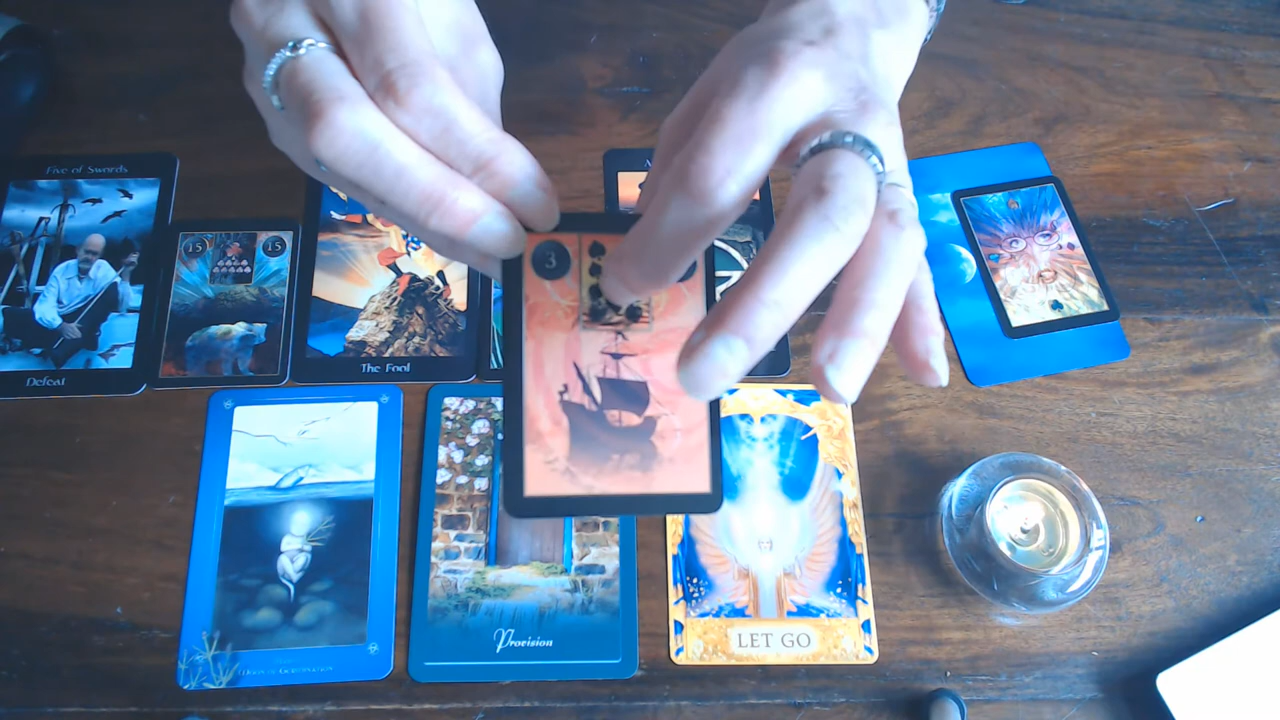 Five of Swords
15
15
3
The Fool
Defeat
Provision
LET GO